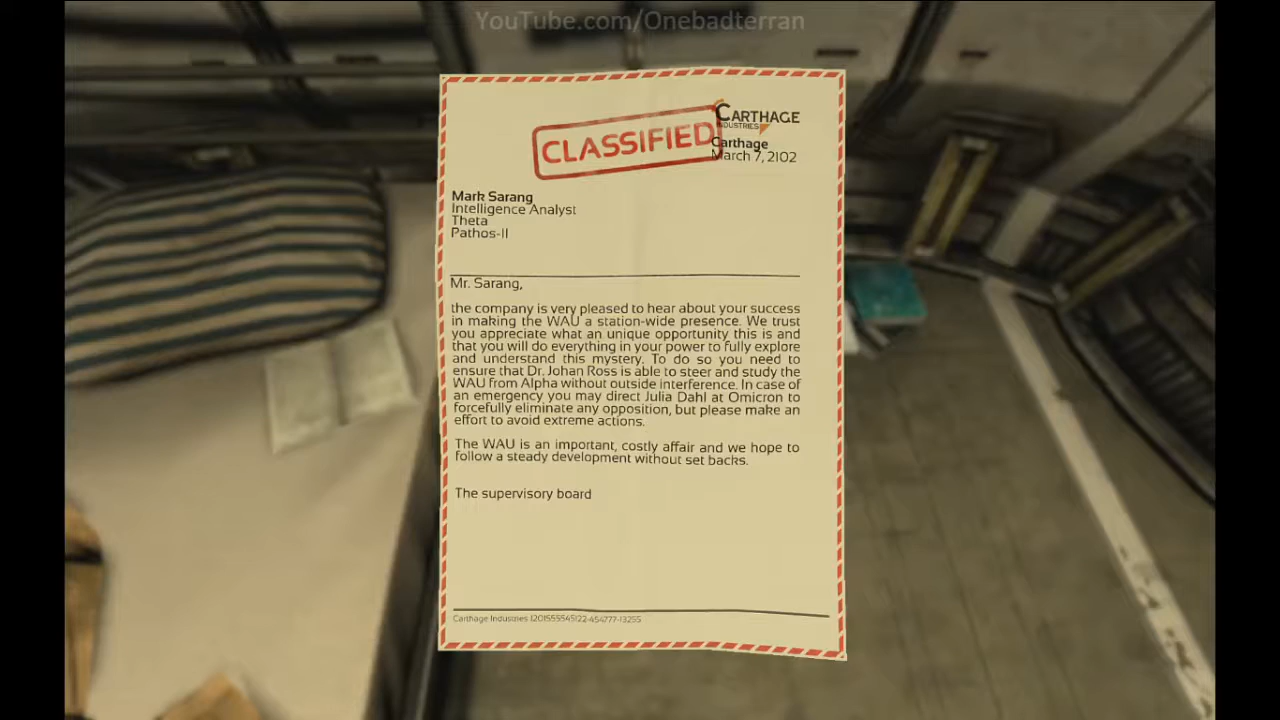 YouTube.com/Onebadterran
CLASSIFIED
CARTHAGE
INDUSTRIES
Carthage
March 7, 2102
Mark Sarang
Intelligence Analyst
Theta
Pathos-II
Mr. Sarang,
the company is very pleased to hear about your success
in making the WAU a station-wide presence. We trust
you appreciate what an unique opportunity this is and
that you will do everything in your power to fully explore
and understand this mystery. To do so you need to
ensure that Dr. Johan Ross is able to steer and study the
WAU from Alpha without outside interference. In case of
an emergency you may direct Julia Dahl at Omicron to
forcefully eliminate any opposition, but please make an
effort to avoid extreme actions.
The WAU is an important, costly affair and we hope to
follow a steady development without set backs.
The supervisory board
Carthage Industries